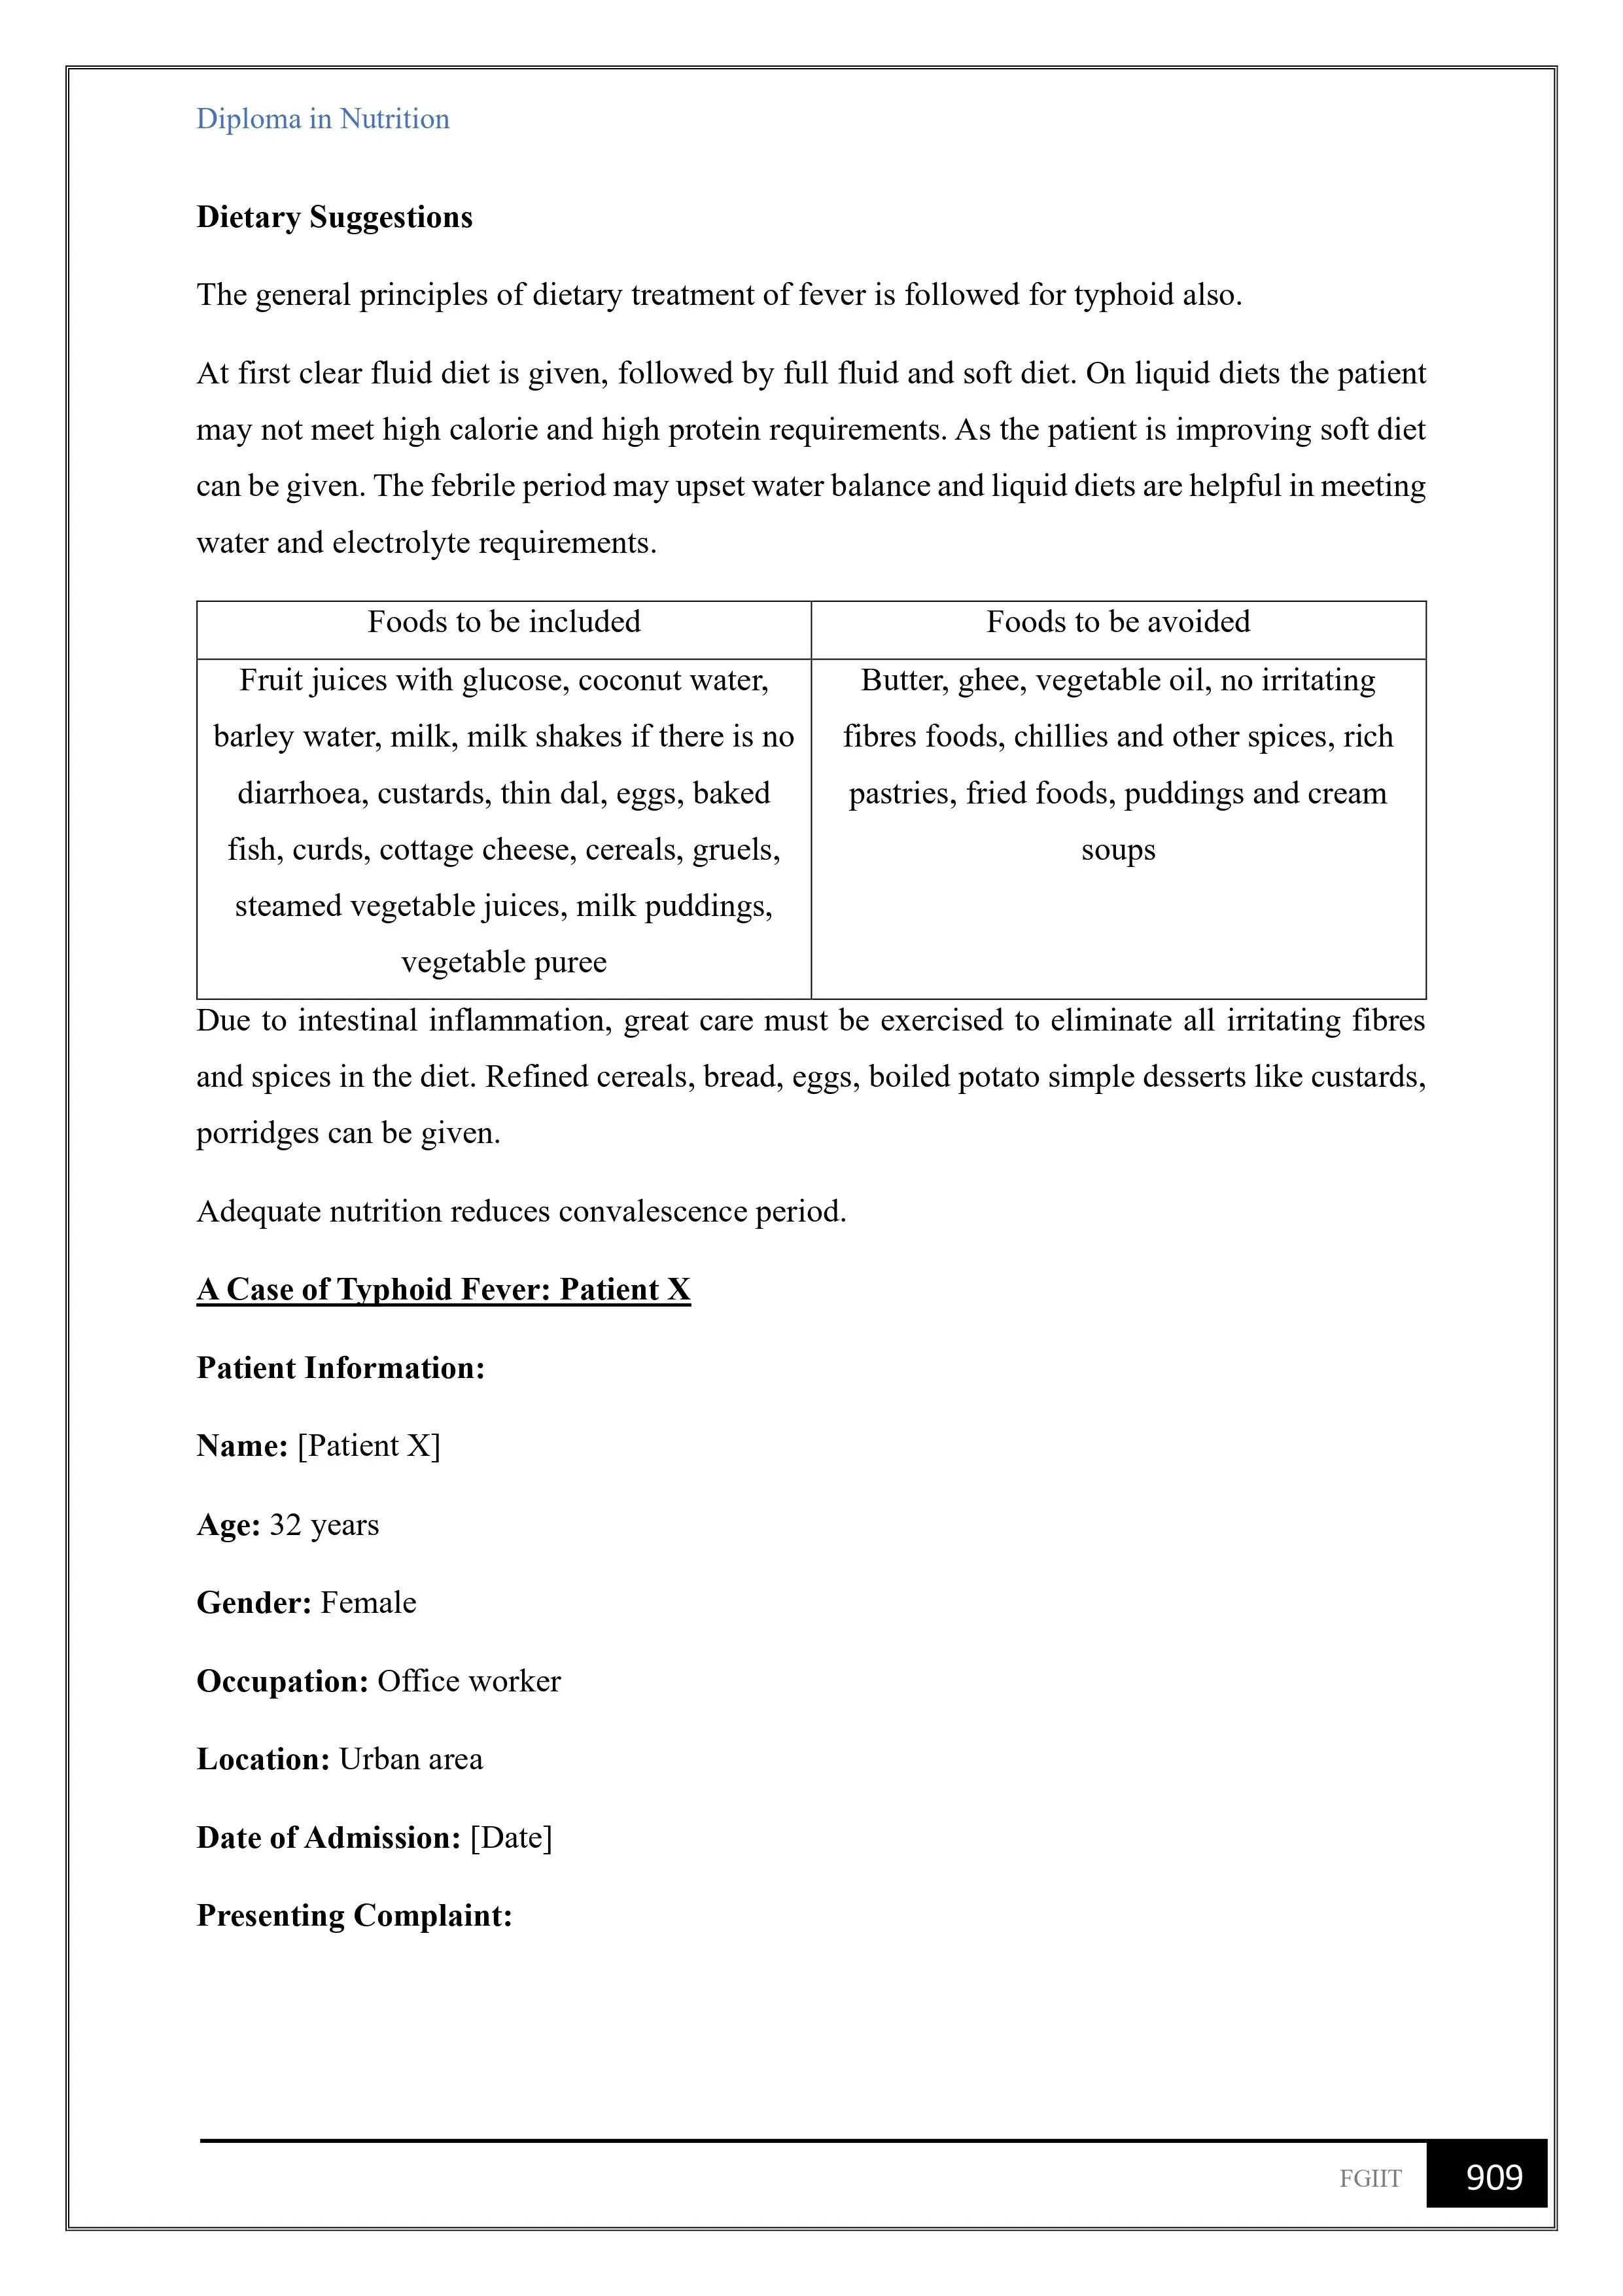 Diploma in Nutrition
Dietary Suggestions
The general principles of dietary treatment of fever is followed for typhoid also.
At first clear fluid diet is given, followed by full fluid and soft diet. On liquid diets the patient
may not meet high calorie and high protein requirements. As the patient is improving soft diet
can be given. The febrile period may upset water balance and liquid diets are helpful in meeting
water and electrolyte requirements.
Foods to be included
Foods to be avoided
Fruit juices with glucose, coconut water,
barley water, milk, milk shakes if there is no
diarrhoea, custards, thin dal, eggs, baked
fish, curds, cottage cheese, cereals, gruels,
steamed vegetable juices, milk puddings,
vegetable puree
Butter, ghee, vegetable oil, no irritating
fibres foods, chillies and other spices, rich
pastries, fried foods, puddings and cream
soups
Due to intestinal inflammation, great care must be exercised to eliminate all irritating fibres
and spices in the diet. Refined cereals, bread, eggs, boiled potato simple desserts like custards,
porridges can be given.
Adequate nutrition reduces convalescence period.
A Case of Typhoid Fever: Patient X
Patient Information:
Name: [Patient X]
Age: 32 years
Gender: Female
Occupation: Office worker
Location: Urban area
Date of Admission: [Date]
Presenting Complaint:
FGIIT 909